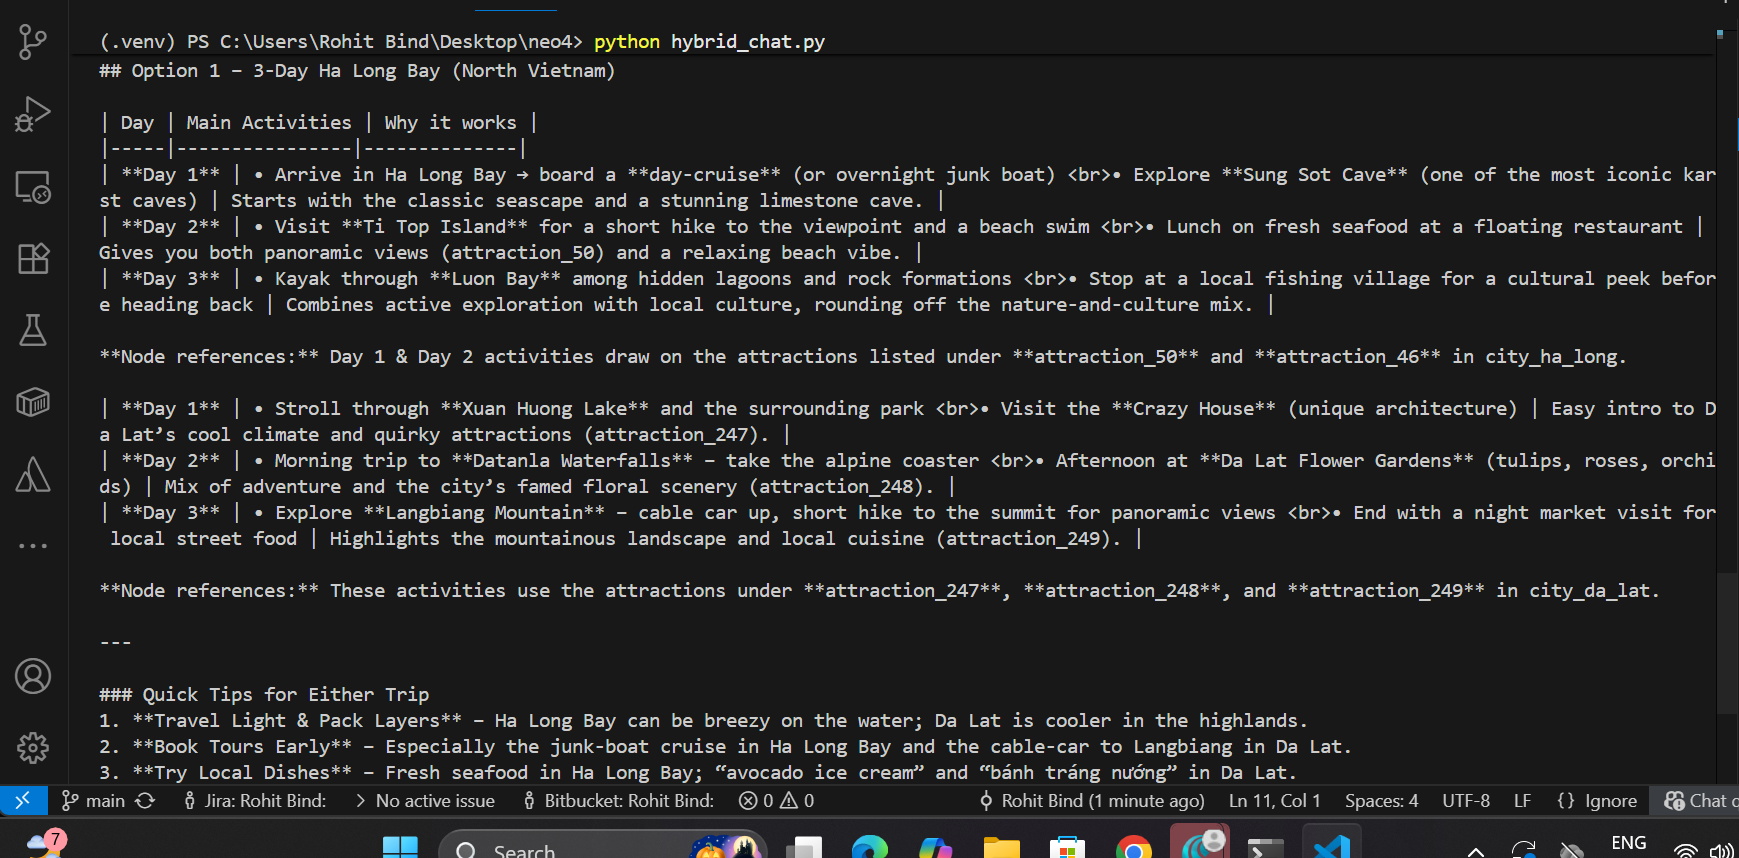 (.venv) PS C:\Users\Rohit Bind\Desktop\neo4> python hybrid_chat.py
## Option 1 – 3-Day Ha Long Bay (North Vietnam)
| Day | Main Activities | Why it works |
|-----|----------------|--------------|
| **Day 1** | • Arrive in Ha Long Bay → board a **day-cruise** (or overnight junk boat) <br>• Explore **Sung Sot Cave** (one of the most iconic kar
st caves) | Starts with the classic seascape and a stunning limestone cave. |
| **Day 2** | • Visit **Ti Top Island** for a short hike to the viewpoint and a beach swim <br>• Lunch on fresh seafood at a floating restaurant |
Gives you both panoramic views (attraction_50) and a relaxing beach vibe. |
| **Day 3** | • Kayak through **Luon Bay** among hidden lagoons and rock formations <br>• Stop at a local fishing village for a cultural peek befor
e heading back | Combines active exploration with local culture, rounding off the nature-and-culture mix. |
**Node references:** Day 1 & Day 2 activities draw on the attractions listed under **attraction_50** and **attraction_46** in city_ha_long.
| **Day 1** | • Stroll through **Xuan Huong Lake** and the surrounding park <br>• Visit the **Crazy House** (unique architecture) | Easy intro to D
a Lat’s cool climate and quirky attractions (attraction_247). |
| **Day 2** | • Morning trip to **Datanla Waterfalls** – take the alpine coaster <br>• Afternoon at **Da Lat Flower Gardens** (tulips, roses, orchi
ds) | Mix of adventure and the city’s famed floral scenery (attraction_248). |
| **Day 3** | • Explore **Langbiang Mountain** – cable car up, short hike to the summit for panoramic views <br>• End with a night market visit for
local street food | Highlights the mountainous landscape and local cuisine (attraction_249). |
**Node references:** These activities use the attractions under **attraction_247**, **attraction_248**, and **attraction_249** in city_da_lat.
---
### Quick Tips for Either Trip
1. **Travel Light & Pack Layers** – Ha Long Bay can be breezy on the water; Da Lat is cooler in the highlands.
2. **Book Tours Early** – Especially the junk-boat cruise in Ha Long Bay and the cable-car to Langbiang in Da Lat.
3. **Try Local Dishes** – Fresh seafood in Ha Long Bay; “avocado ice cream” and “bánh tráng nướng” in Da Lat.
main Jira: Rohit Bind: > No active issue Bitbucket: Rohit Bind: 0 0 Rohit Bind (1 minute ago) Ln 11, Col 1 Spaces: 4 UTF-8 LF {} Ignore Chat
7 Search ENG